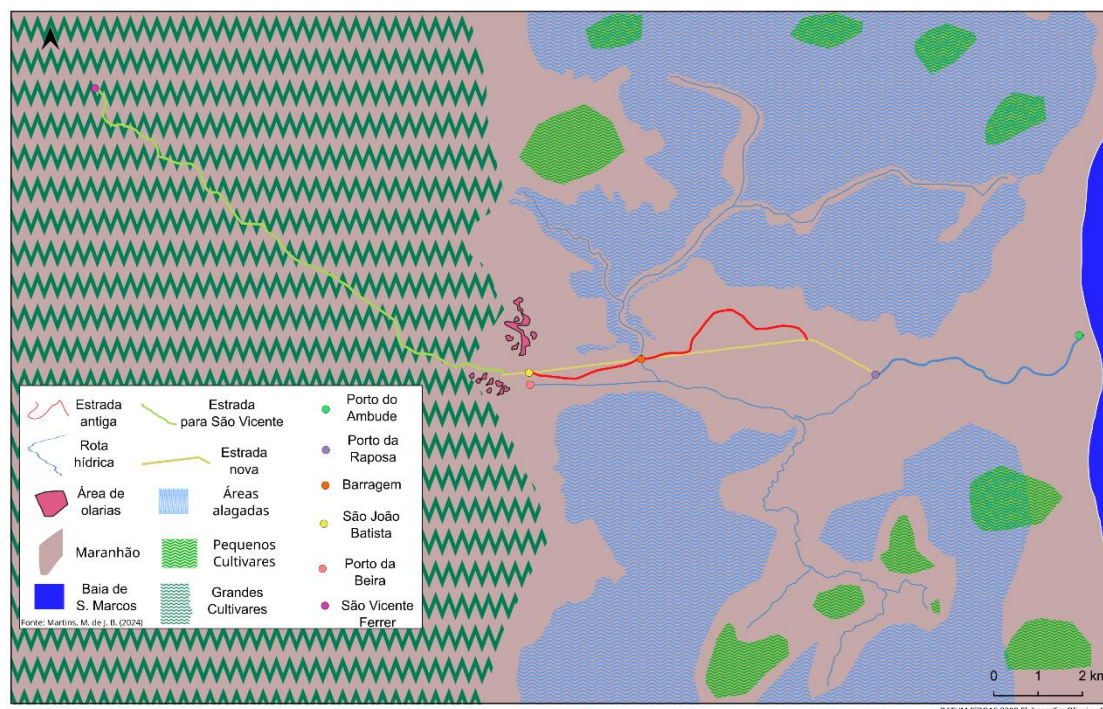 Estrada
antiga
Estrada
para São Vicente
Porto do
Ambude
Rota
hídrica
Estrada
nova
Porto da
Raposa
Área de
olarias
Áreas
alagadas
Barragem
São João
Batista
Maranhão
Pequenos
Cultivares
Porto da
Beira
Baia de
S. Marcos
Grandes
Cultivares
São Vicente
Ferrer
Fonte: Martins, M. de J. B. (2024)
0 1 2 km